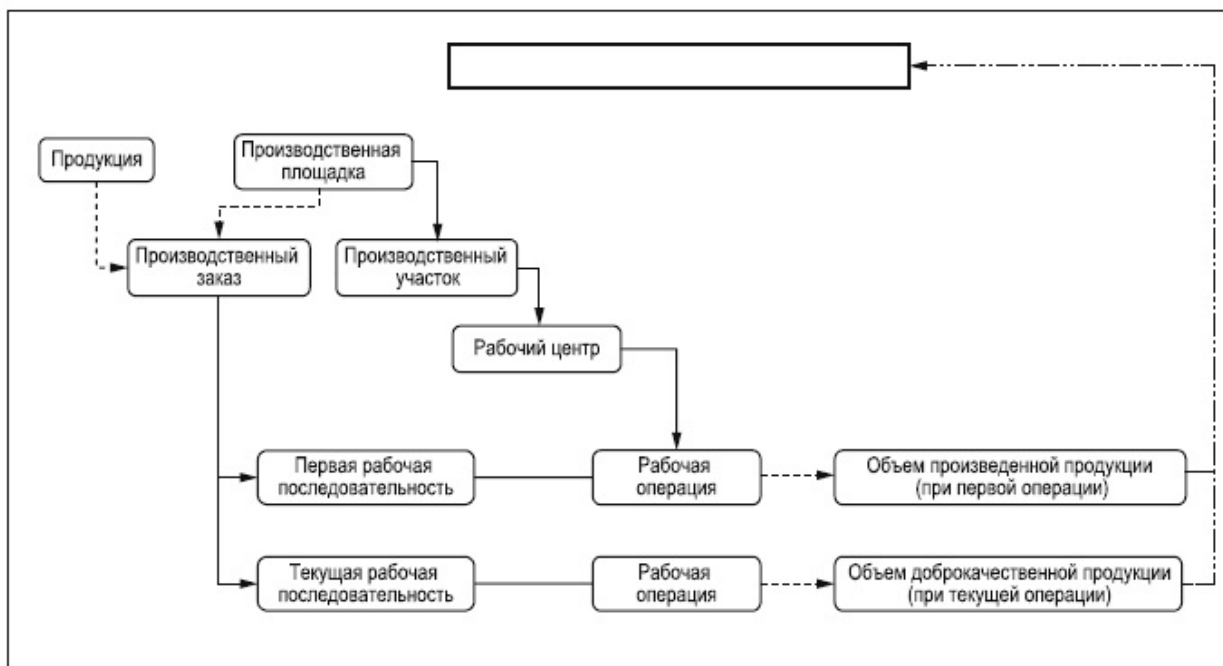 Продукция
Производственная
площадка
Производственный
заказ
Производственный
участок
Рабочий центр
Первая рабочая
последовательность
Рабочая
операция
Объем произведенной продукции
(при первой операции)
Текущая рабочая
последовательность
Рабочая
операция
Объем доброкачественной продукции
(при текущей операции)